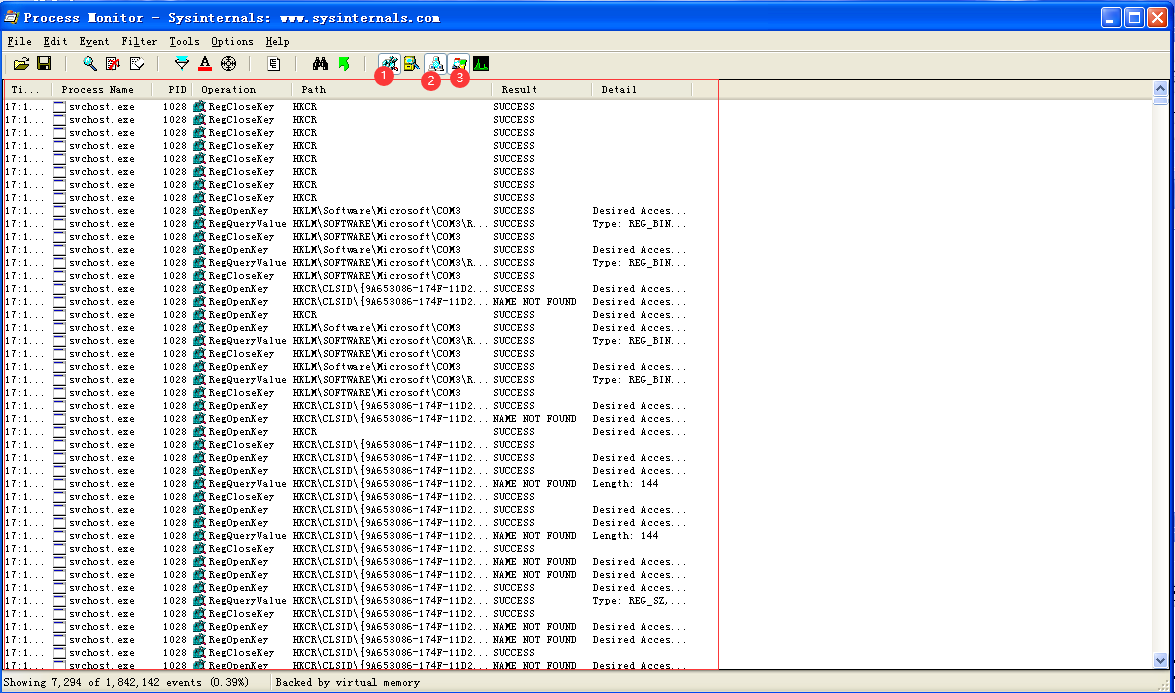 Process Monitor - Sysinternals: www.sysinternals.com
File Edit Event Filter Tools Options Help
1 2 3
Ti... Process Name PID Operation Path Result Detail
17:1... svchost.exe 1028 RegCloseKey HKCR SUCCESS
17:1... svchost.exe 1028 RegCloseKey HKCR SUCCESS
17:1... svchost.exe 1028 RegCloseKey HKCR SUCCESS
17:1... svchost.exe 1028 RegCloseKey HKCR SUCCESS
17:1... svchost.exe 1028 RegCloseKey HKCR SUCCESS
17:1... svchost.exe 1028 RegCloseKey HKCR SUCCESS
17:1... svchost.exe 1028 RegCloseKey HKCR SUCCESS
17:1... svchost.exe 1028 RegCloseKey HKCR SUCCESS
17:1... svchost.exe 1028 RegOpenKey HKLM\Software\Microsoft\COM3 SUCCESS Desired Acces...
17:1... svchost.exe 1028 RegQueryValue HKLM\SOFTWARE\Microsoft\COM3\R... SUCCESS Type: REG_BIN...
17:1... svchost.exe 1028 RegCloseKey HKLM\SOFTWARE\Microsoft\COM3 SUCCESS
17:1... svchost.exe 1028 RegOpenKey HKLM\Software\Microsoft\COM3 SUCCESS Desired Acces...
17:1... svchost.exe 1028 RegQueryValue HKLM\SOFTWARE\Microsoft\COM3\R... SUCCESS Type: REG_BIN...
17:1... svchost.exe 1028 RegCloseKey HKLM\SOFTWARE\Microsoft\COM3 SUCCESS
17:1... svchost.exe 1028 RegOpenKey HKCR\CLSID\{9A653086-174F-11D2... SUCCESS Desired Acces...
17:1... svchost.exe 1028 RegOpenKey HKCR\CLSID\{9A653086-174F-11D2... NAME NOT FOUND Desired Acces...
17:1... svchost.exe 1028 RegOpenKey HKCR SUCCESS Desired Acces...
17:1... svchost.exe 1028 RegOpenKey HKLM\Software\Microsoft\COM3 SUCCESS Desired Acces...
17:1... svchost.exe 1028 RegQueryValue HKLM\SOFTWARE\Microsoft\COM3\R... SUCCESS Type: REG_BIN...
17:1... svchost.exe 1028 RegCloseKey HKLM\SOFTWARE\Microsoft\COM3 SUCCESS
17:1... svchost.exe 1028 RegOpenKey HKLM\Software\Microsoft\COM3 SUCCESS Desired Acces...
17:1... svchost.exe 1028 RegQueryValue HKLM\SOFTWARE\Microsoft\COM3\R... SUCCESS Type: REG_BIN...
17:1... svchost.exe 1028 RegCloseKey HKLM\SOFTWARE\Microsoft\COM3 SUCCESS
17:1... svchost.exe 1028 RegOpenKey HKCR\CLSID\{9A653086-174F-11D2... SUCCESS Desired Acces...
17:1... svchost.exe 1028 RegOpenKey HKCR\CLSID\{9A653086-174F-11D2... NAME NOT FOUND Desired Acces...
17:1... svchost.exe 1028 RegOpenKey HKCR SUCCESS Desired Acces...
17:1... svchost.exe 1028 RegCloseKey HKCR\CLSID\{9A653086-174F-11D2... SUCCESS
17:1... svchost.exe 1028 RegOpenKey HKCR\CLSID\{9A653086-174F-11D2... SUCCESS Desired Acces...
17:1... svchost.exe 1028 RegOpenKey HKCR\CLSID\{9A653086-174F-11D2... SUCCESS Desired Acces...
17:1... svchost.exe 1028 RegQueryValue HKCR\CLSID\{9A653086-174F-11D2... NAME NOT FOUND Length: 144
17:1... svchost.exe 1028 RegCloseKey HKCR\CLSID\{9A653086-174F-11D2... SUCCESS
17:1... svchost.exe 1028 RegOpenKey HKCR\CLSID\{9A653086-174F-11D2... SUCCESS Desired Acces...
17:1... svchost.exe 1028 RegOpenKey HKCR\CLSID\{9A653086-174F-11D2... SUCCESS Desired Acces...
17:1... svchost.exe 1028 RegQueryValue HKCR\CLSID\{9A653086-174F-11D2... NAME NOT FOUND Length: 144
17:1... svchost.exe 1028 RegCloseKey HKCR\CLSID\{9A653086-174F-11D2... SUCCESS
17:1... svchost.exe 1028 RegOpenKey HKCR\CLSID\{9A653086-174F-11D2... NAME NOT FOUND Desired Acces...
17:1... svchost.exe 1028 RegOpenKey HKCR\CLSID\{9A653086-174F-11D2... NAME NOT FOUND Desired Acces...
17:1... svchost.exe 1028 RegOpenKey HKCR\CLSID\{9A653086-174F-11D2... SUCCESS Desired Acces...
17:1... svchost.exe 1028 RegQueryValue HKCR\CLSID\{9A653086-174F-11D2... SUCCESS Type: REG_SZ,...
17:1... svchost.exe 1028 RegCloseKey HKCR\CLSID\{9A653086-174F-11D2... SUCCESS
17:1... svchost.exe 1028 RegOpenKey HKCR\CLSID\{9A653086-174F-11D2... NAME NOT FOUND Desired Acces...
17:1... svchost.exe 1028 RegOpenKey HKCR\CLSID\{9A653086-174F-11D2... NAME NOT FOUND Desired Acces...
17:1... svchost.exe 1028 RegCloseKey HKCR\CLSID\{9A653086-174F-11D2... SUCCESS
17:1... svchost.exe 1028 RegOpenKey HKCR\CLSID\{9A653086-174F-11D2... NAME NOT FOUND Desired Acces...
Showing 7,294 of 1,842,142 events (0.39%) Backed by virtual memory